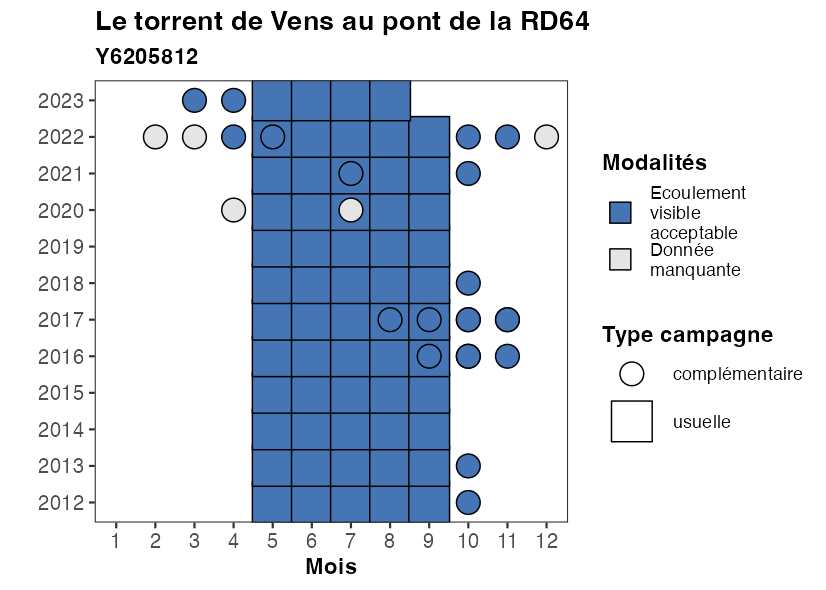 Le torrent de Vens au pont de la RD64
Y6205812
2023
2022
2021
2020
2019
2018
2017
2016
2015
2014
2013
2012
1 2 3 4 5 6 7 8 9 10 11 12
Mois
Modalités
Ecoulement
visible
acceptable
Donnée
manquante
Type campagne
complémentaire
usuelle